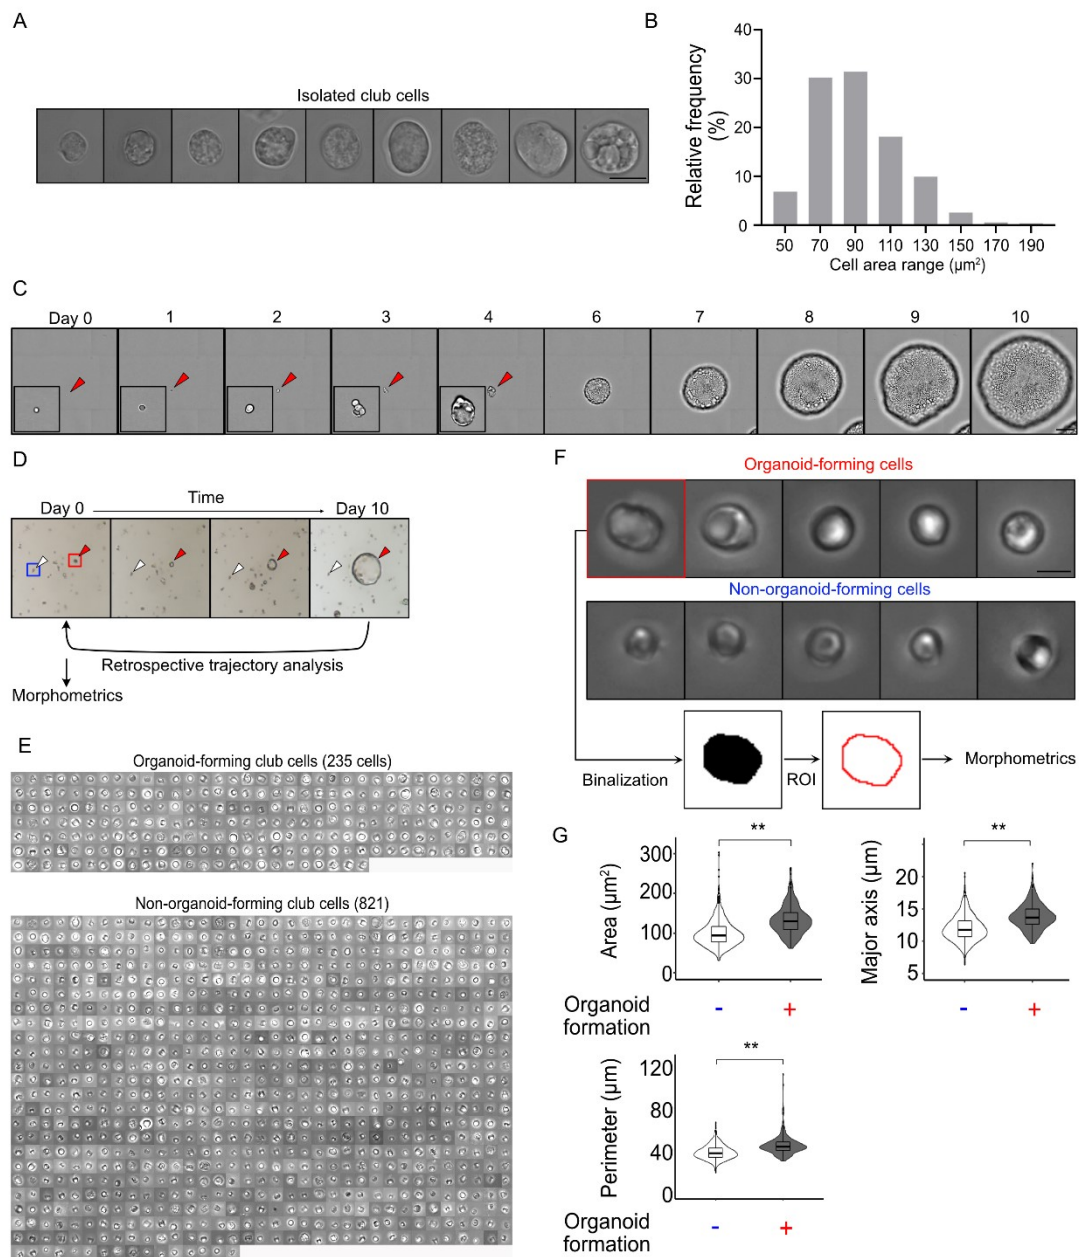 A
Isolated club cells
B
Relative frequency
(%)
40
30
20
10
0
50 70 90 110 130 150 170 190
Cell area range (µm²)
C
Day 0 1 2 3 4 6 7 8 9 10
D
Time
Day 0 Day 10
Retrospective trajectory analysis
Morphometrics
E
Organoid-forming club cells (235 cells)
Non-organoid-forming club cells (821)
F
Organoid-forming cells
Non-organoid-forming cells
Binalization
ROI
Morphometrics
G
**
Area (µm²)
300
200
100
0
Organoid
formation
- +
**
Major axis (µm)
20
15
10
5
- +
**
Perimeter (µm)
120
80
40
0
Organoid
formation
- +